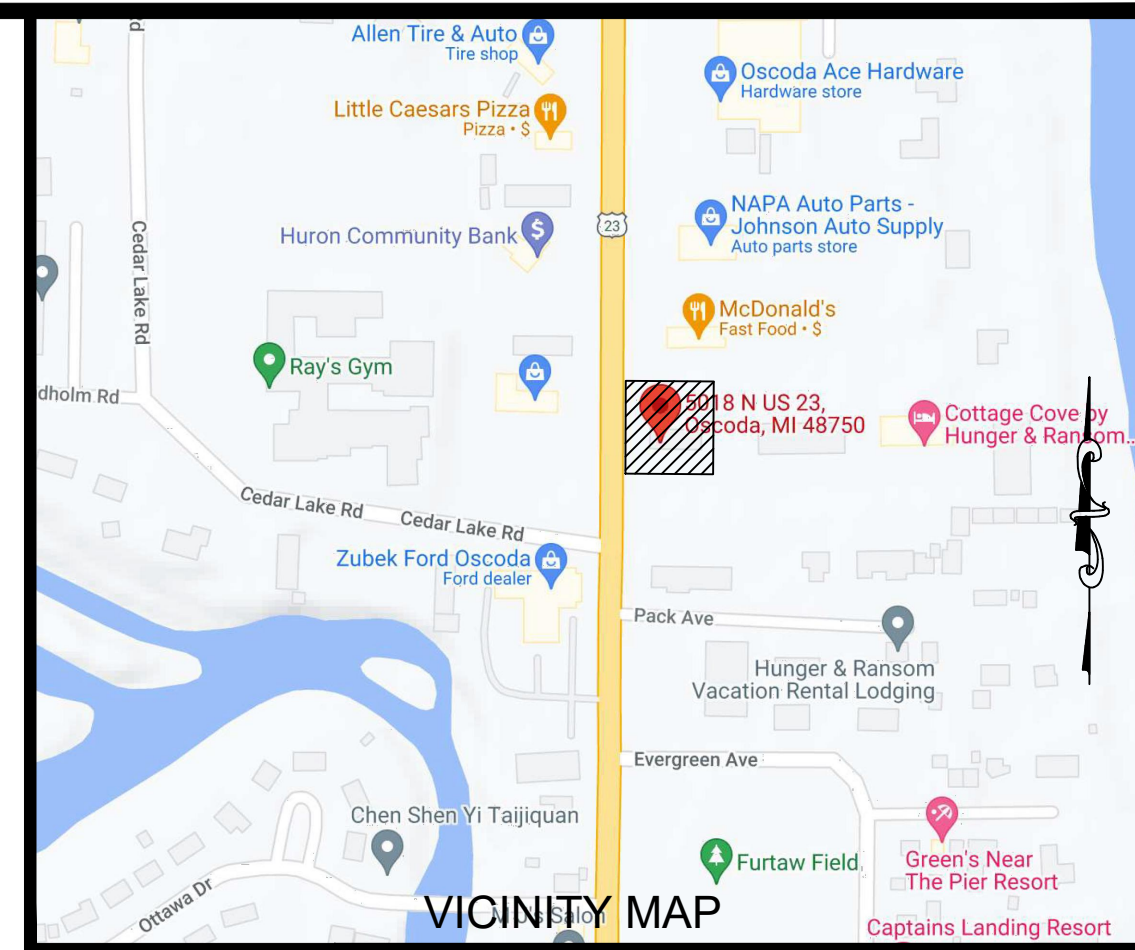 Rd
Allen Tire & Auto
Tire shop
Oscoda Ace Hardware
Hardware store
Little Caesars Pizza
Pizza • $
NAPA Auto Parts -
Johnson Auto Supply
Auto parts store
Huron Community Bank
$
23
Cedar Lake Rd
McDonald's
Fast Food • $
Ray's Gym
dholm Rd
5018 N US 23,
Oscoda, MI 48750
Cottage Cove by
Hunger & Ransom...
Cedar Lake Rd
Cedar Lake Rd
Zubek Ford Oscoda
Ford dealer
Pack Ave
Hunger & Ransom
Vacation Rental Lodging
Evergreen Ave
Chen Shen Yi Taijiquan
Furtaw Field
Green's Near
The Pier Resort
Ottawa Dr
VICINITY MAP
Salon
Captains Landing Resort